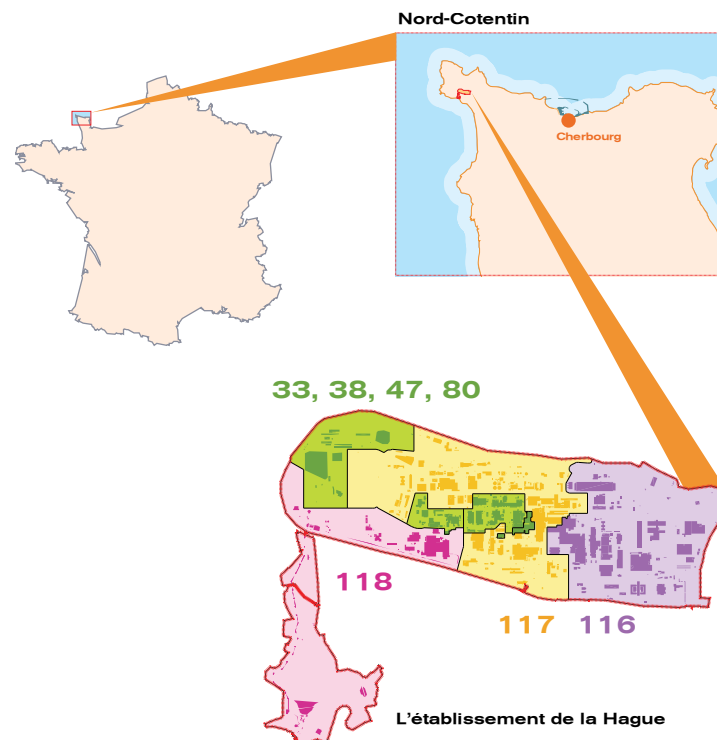 Nord-Cotentin
Cherbourg
33, 38, 47, 80
118
117
116
L'établissement de la Hague